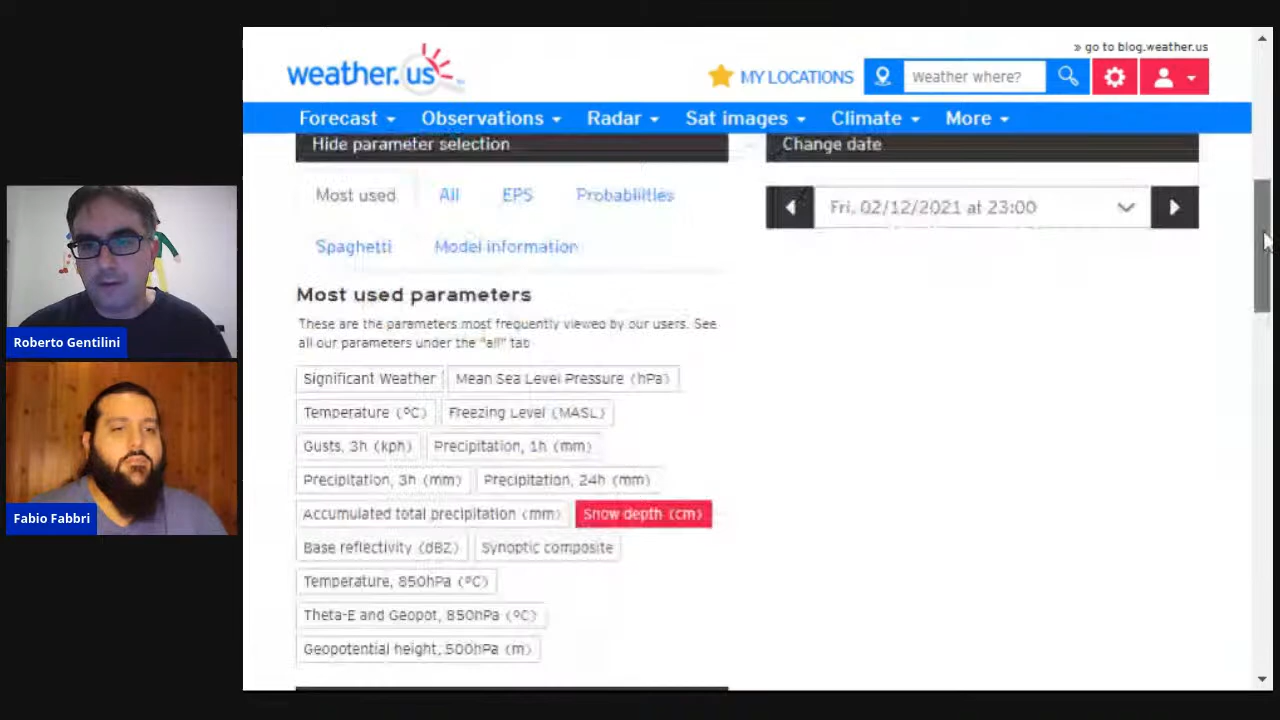 » go to blog.weather.us
weather.us
MY LOCATIONS
Weather where?
Forecast
Observations
Radar
Sat images
Climate
More
Hide parameter selection
Change date
Most used
All
EPS
Probabilities
Fri, 02/12/2021 at 23:00
Spaghetti
Model information
Most used parameters
These are the parameters most frequently viewed by our users. See
all our parameters under the "all" tab
Significant Weather
Mean Sea Level Pressure (hPa)
Temperature (ºC)
Freezing Level (MASL)
Gusts, 3h (kph)
Precipitation, 1h (mm)
Precipitation, 3h (mm)
Precipitation, 24h (mm)
Accumulated total precipitation (mm)
Snow depth (cm)
Base reflectivity (dBZ)
Synoptic composite
Temperature, 850hPa (ºC)
Theta-E and Geopot, 850hPa (ºC)
Geopotential height, 500hPa (m)
Roberto Gentilini
Fabio Fabbri